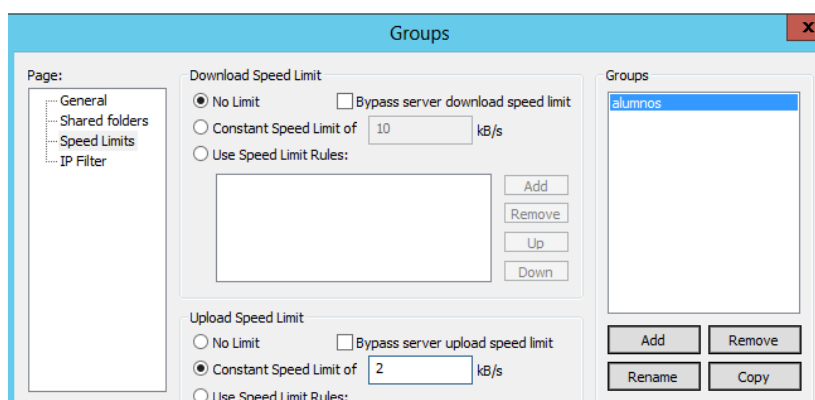 Groups
x
Page:
General
Shared folders
Speed Limits
IP Filter
Download Speed Limit
No Limit
Bypass server download speed limit
Constant Speed Limit of 10 kB/s
Use Speed Limit Rules:
Add
Remove
Up
Down
Upload Speed Limit
No Limit
Bypass server upload speed limit
Constant Speed Limit of 2 kB/s
Use Speed Limit Rules:
Groups
alumnos
Add Remove
Rename Copy